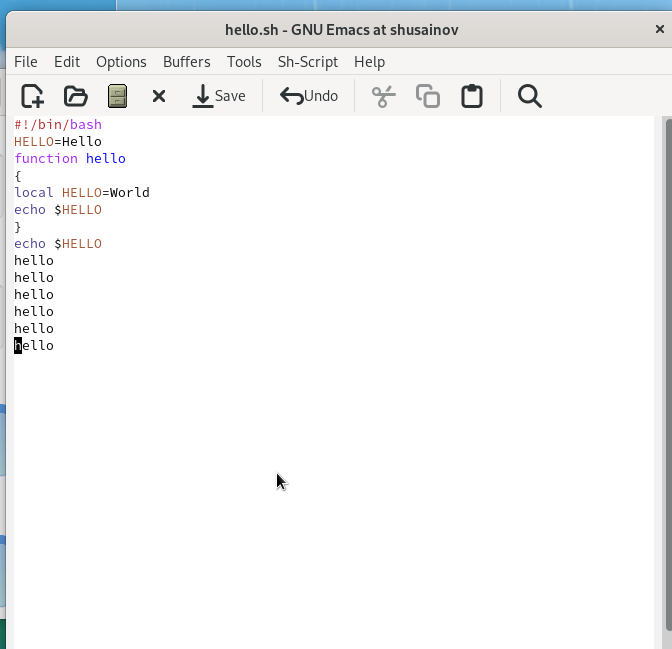 hello.sh - GNU Emacs at shusainov
File Edit Options Buffers Tools Sh-Script Help
Save Undo
#!/bin/bash
HELLO=Hello
function hello
{
local HELLO=World
echo $HELLO
}
echo $HELLO
hello
hello
hello
hello
hello
hello